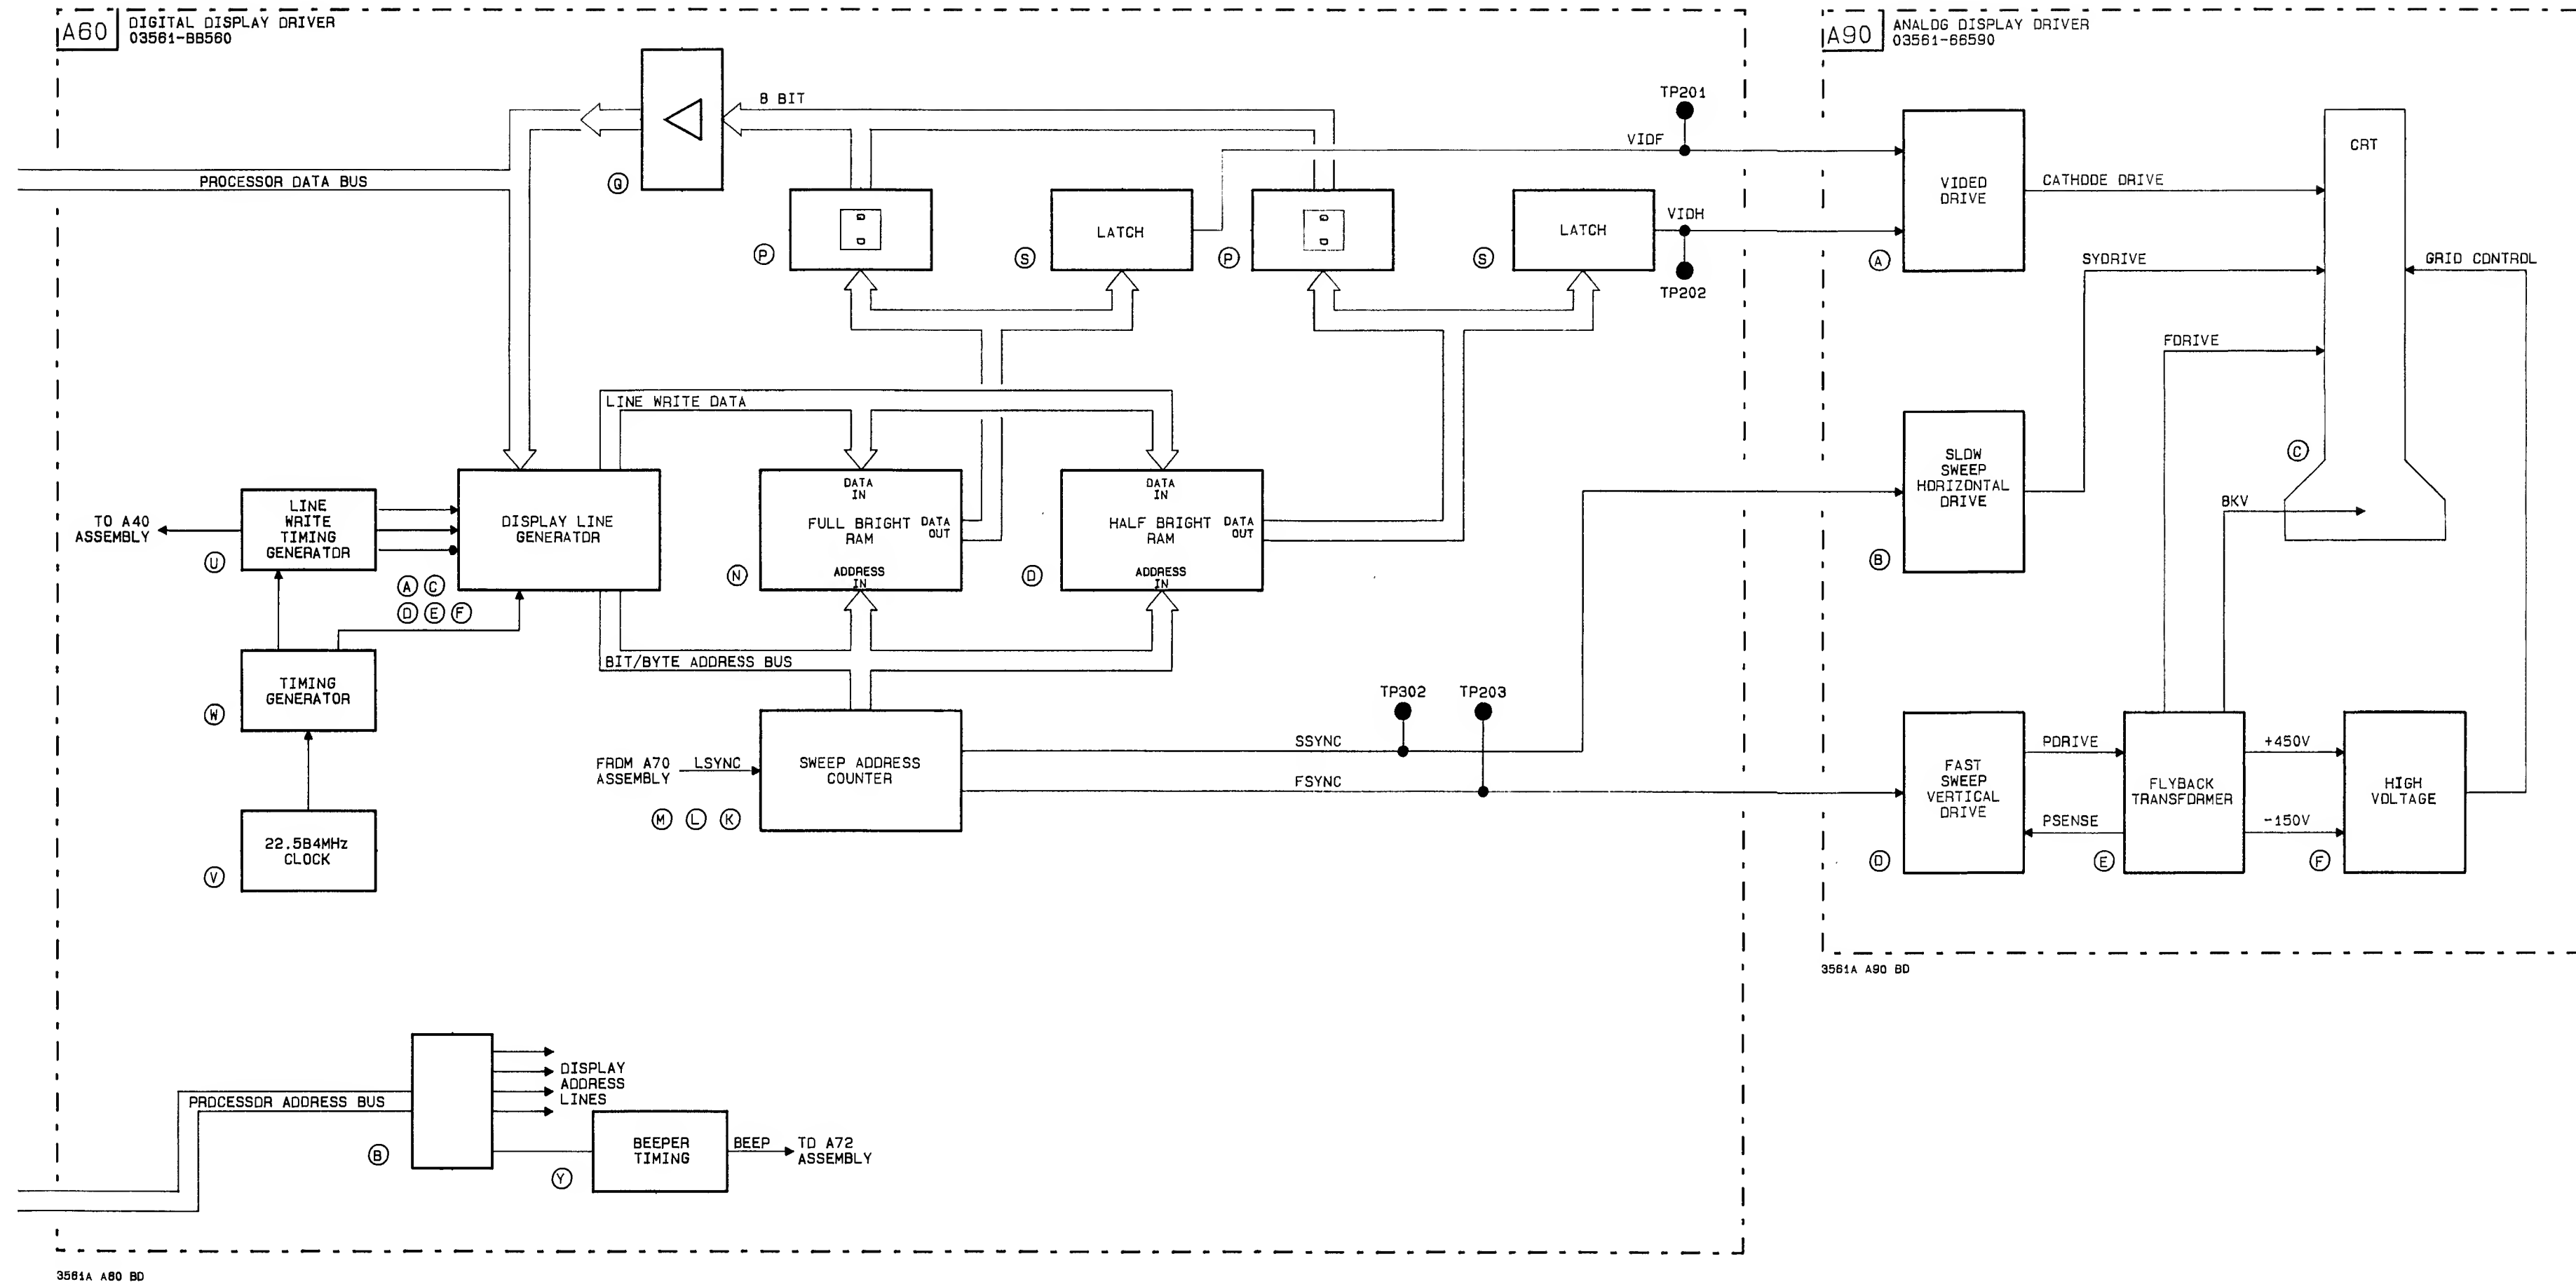 A60
DIGITAL DISPLAY DRIVER
03561-BB560
A90
ANALOG DISPLAY DRIVER
03561-66590
8 BIT
TP201
VIDF
CRT
PROCESSOR DATA BUS
Q
VIDEO
DRIVE
CATHODE DRIVE
VIDH
LATCH
LATCH
P
S
P
S
A
SYDRIVE
GRID CONTROL
TP202
FDRIVE
LINE WRITE DATA
C
SLOW
SWEEP
HORIZONTAL
DRIVE
BKV
DATA
IN
DATA
IN
LINE
WRITE
TIMING
GENERATOR
TO A40
ASSEMBLY
DISPLAY LINE
GENERATOR
FULL BRIGHT
RAM
DATA
OUT
HALF BRIGHT
RAM
DATA
OUT
U
ADDRESS
IN
ADDRESS
IN
B
N
O
A C
D E F
BIT/BYTE ADDRESS BUS
TIMING
GENERATOR
W
TP302
TP203
SSYNC
PDRIVE
+450V
FROM A70
ASSEMBLY
LSYNC
SWEEP ADDRESS
COUNTER
FSYNC
FAST
SWEEP
VERTICAL
DRIVE
FLYBACK
TRANSFORMER
HIGH
VOLTAGE
PSENSE
-150V
M L K
22.5B4MHz
CLOCK
V
D
E
F
3561A A90 BD
DISPLAY
ADDRESS
LINES
PROCESSOR ADDRESS BUS
B
BEEPER
TIMING
BEEP
TO A72
ASSEMBLY
Y
3561A A60 BD